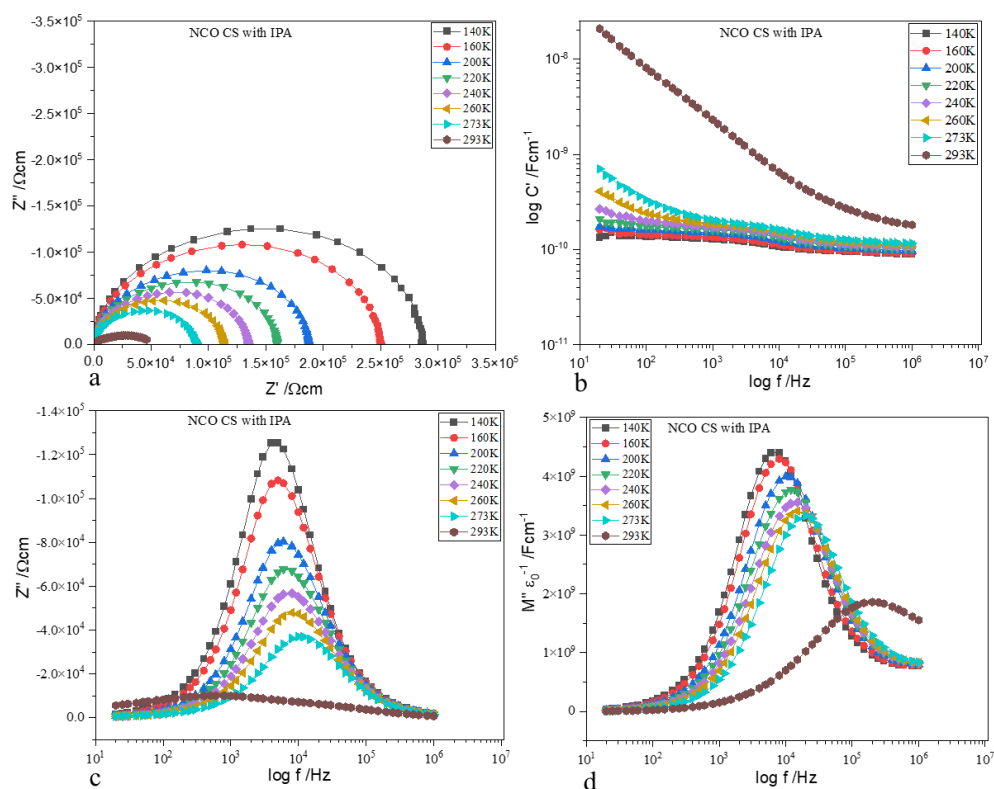 NCO CS with IPA
-3.5×10⁵
-3.0×10⁵
-2.5×10⁵
-2.0×10⁵
-1.5×10⁵
-1.0×10⁵
-5.0×10⁴
0.0
Z'' /Ωcm
140K
160K
200K
220K
240K
260K
273K
293K
0.0 5.0×10⁴ 1.0×10⁵ 1.5×10⁵ 2.0×10⁵ 2.5×10⁵ 3.0×10⁵ 3.5×10⁵
Z' /Ωcm
a
NCO CS with IPA
10⁻⁸
10⁻⁹
10⁻¹⁰
10⁻¹¹
log C' /Fcm⁻¹
140K
160K
200K
220K
240K
260K
273K
293K
10¹ 10² 10³ 10⁴ 10⁵ 10⁶ 10⁷
log f /Hz
b
NCO CS with IPA
-1.4×10⁵
-1.2×10⁵
-1.0×10⁵
-8.0×10⁴
-6.0×10⁴
-4.0×10⁴
-2.0×10⁴
0.0
Z'' /Ωcm
140K
160K
200K
220K
240K
260K
273K
293K
10¹ 10² 10³ 10⁴ 10⁵ 10⁶ 10⁷
log f /Hz
c
NCO CS with IPA
5×10⁹
4×10⁹
3×10⁹
2×10⁹
1×10⁹
0
M'' ε₀⁻¹ /Fcm⁻¹
140K
160K
200K
220K
240K
260K
273K
293K
10¹ 10² 10³ 10⁴ 10⁵ 10⁶ 10⁷
log f /Hz
d